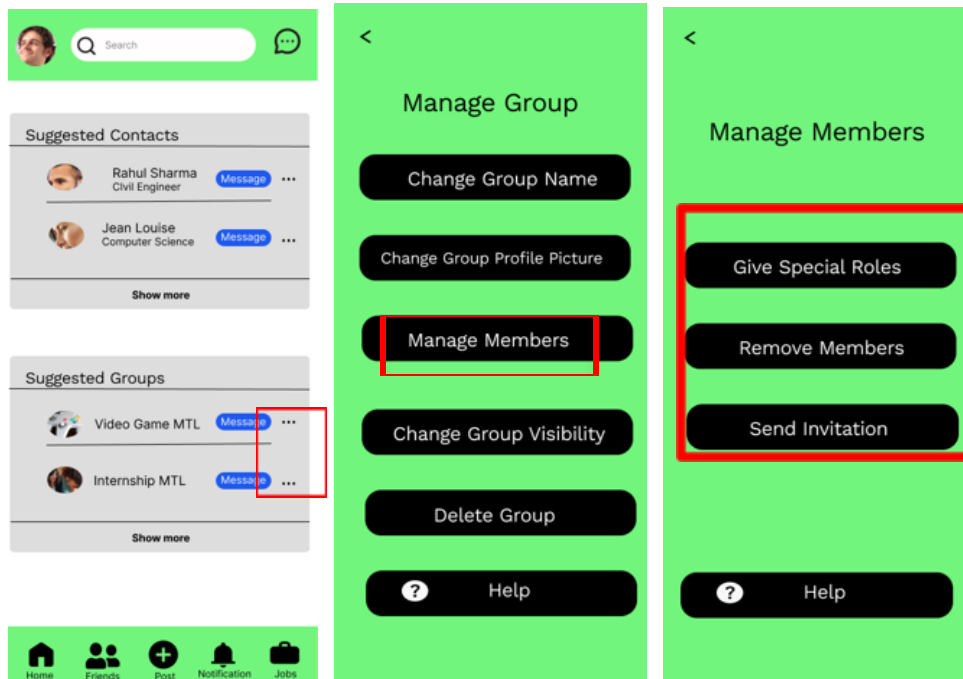 Search
Suggested Contacts
Rahul Sharma
CIvil Engineer
Message
...
Jean Louise
Computer Science
Message
...
Show more
Suggested Groups
Video Game MTL
Message
...
Internship MTL
Message
...
Show more
Home
Friends
Post
Notification
Jobs
<
Manage Group
Change Group Name
Change Group Profile Picture
Manage Members
Change Group Visibility
Delete Group
? Help
<
Manage Members
Give Special Roles
Remove Members
Send Invitation
? Help